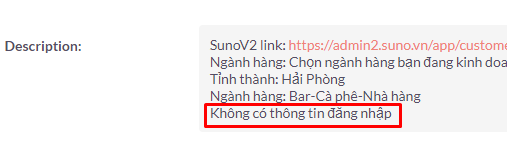 Description:
SunoV2 link: https://admin2.suno.vn/app/custome
Ngành hàng: Chọn ngành hàng bạn đang kinh doa
Tỉnh thành: Hải Phòng
Ngành hàng: Bar-Cà phê-Nhà hàng
Không có thông tin đăng nhập